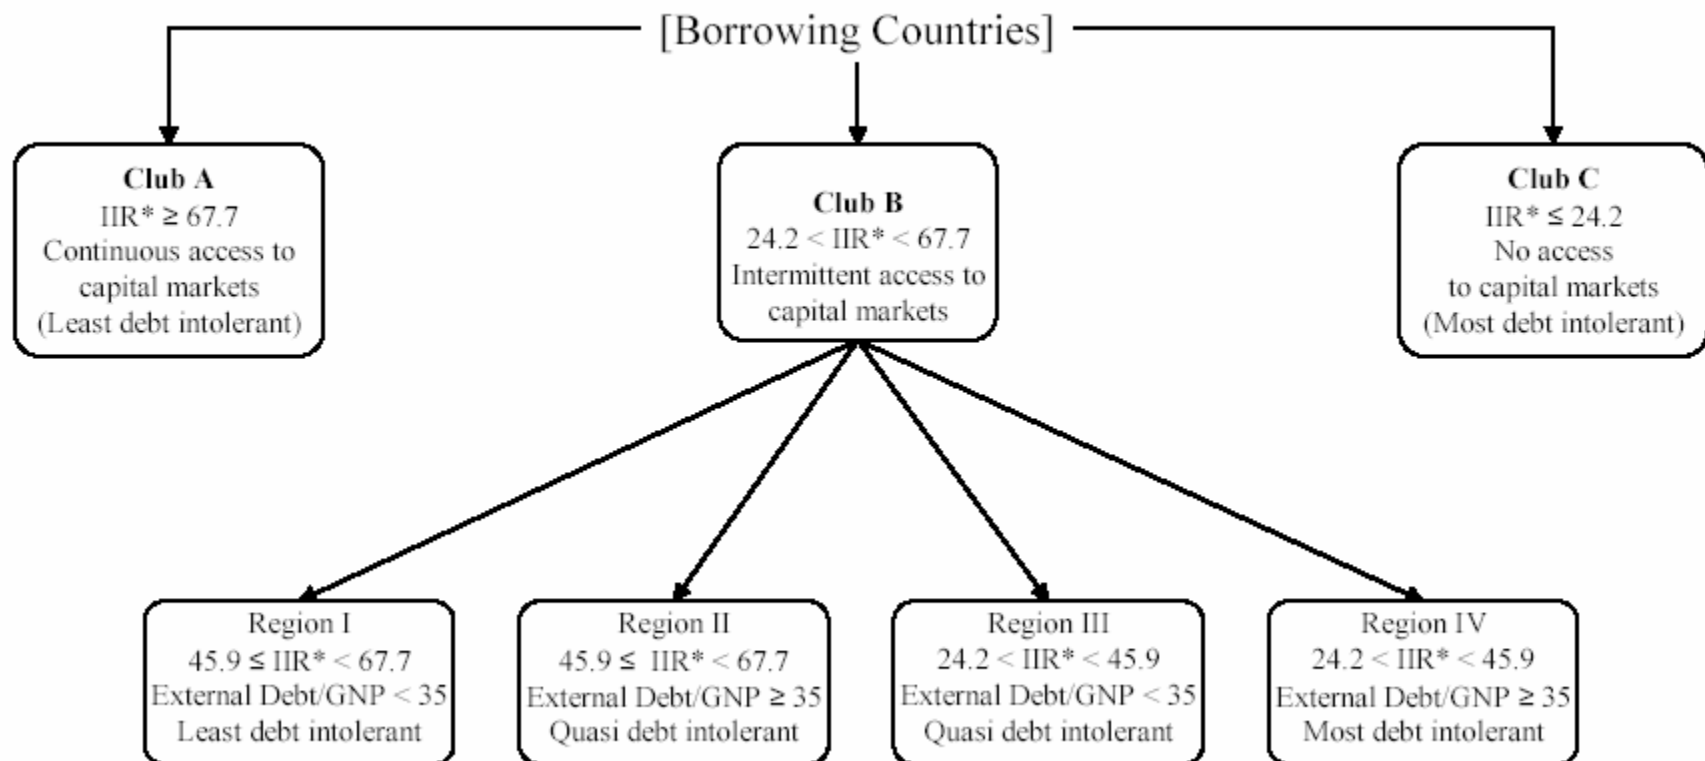 [Borrowing Countries]
Club A
IIR* ≥ 67.7
Continuous access to
capital markets
(Least debt intolerant)
Club B
24.2 < IIR* < 67.7
Intermittent access to
capital markets
Club C
IIR* ≤ 24.2
No access
to capital markets
(Most debt intolerant)
Region I
45.9 ≤ IIR* < 67.7
External Debt/GNP < 35
Least debt intolerant
Region II
45.9 ≤ IIR* < 67.7
External Debt/GNP ≥ 35
Quasi debt intolerant
Region III
24.2 < IIR* < 45.9
External Debt/GNP < 35
Quasi debt intolerant
Region IV
24.2 < IIR* < 45.9
External Debt/GNP ≥ 35
Most debt intolerant